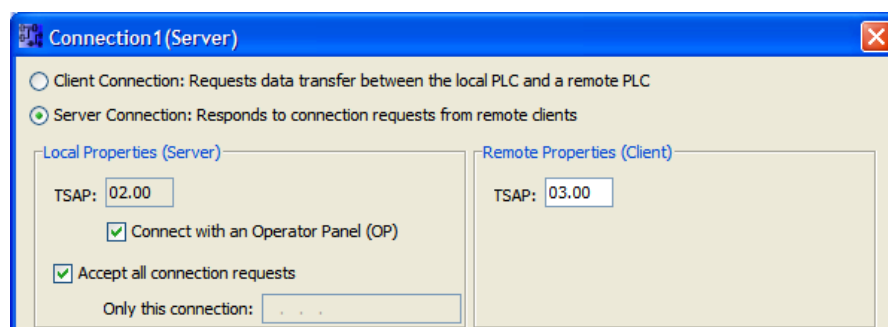 Connection1(Server)
Client Connection: Requests data transfer between the local PLC and a remote PLC
Server Connection: Responds to connection requests from remote clients
Local Properties (Server)
TSAP: 02.00
Connect with an Operator Panel (OP)
Accept all connection requests
Only this connection: . . .
Remote Properties (Client)
TSAP: 03.00